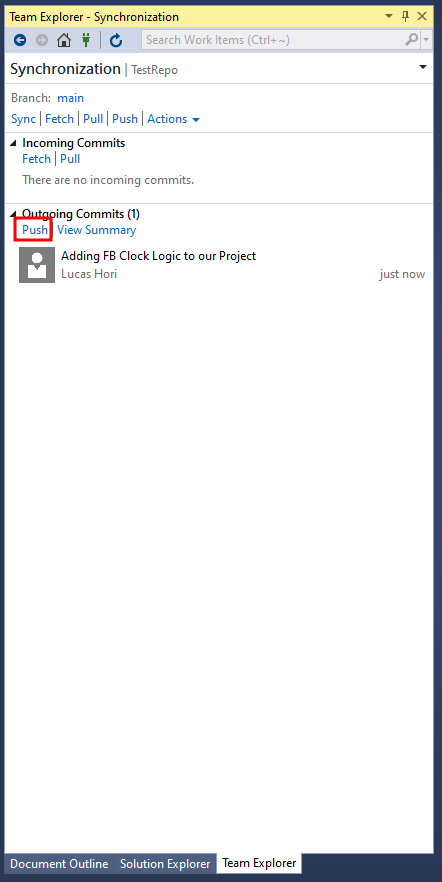 Team Explorer - Synchronization
Search Work Items (Ctrl+~)
Synchronization | TestRepo
Branch: main
Sync | Fetch | Pull | Push | Actions
Incoming Commits
Fetch | Pull
There are no incoming commits.
Outgoing Commits (1)
Push View Summary
Adding FB Clock Logic to our Project
Lucas Hori just now
Document Outline Solution Explorer Team Explorer